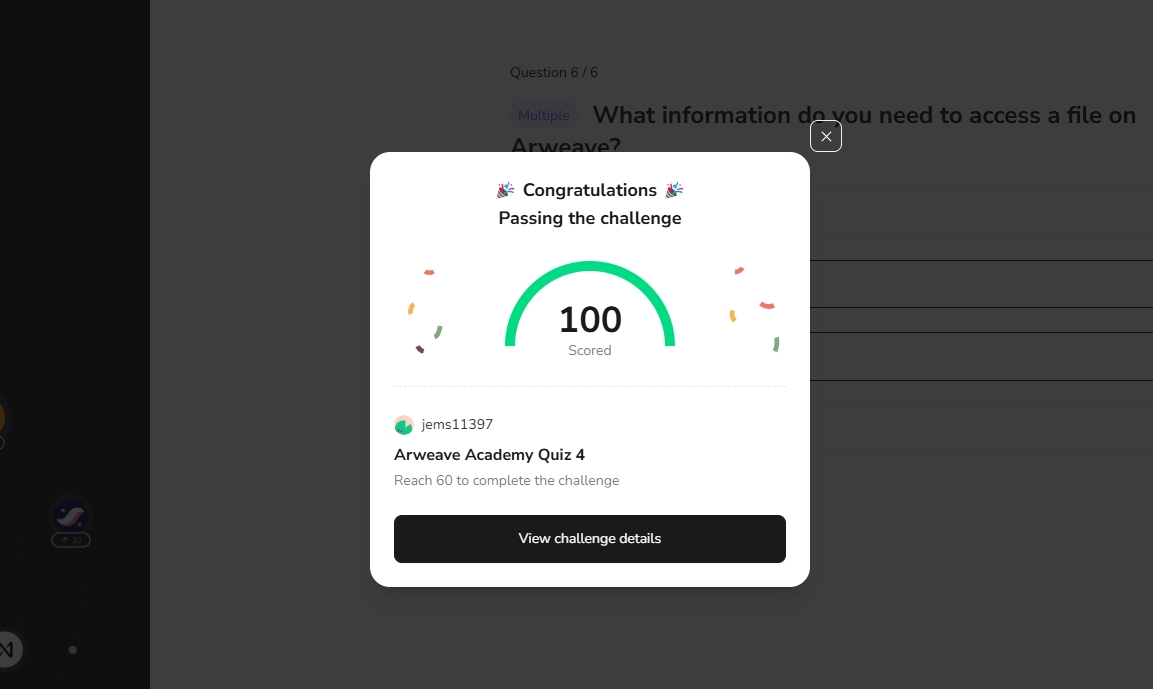 Question 6 / 6
Multiple What information do you need to access a file on
Arweave?
Congratulations
Passing the challenge
100
Scored
jems11397
Arweave Academy Quiz 4
Reach 60 to complete the challenge
View challenge details
32